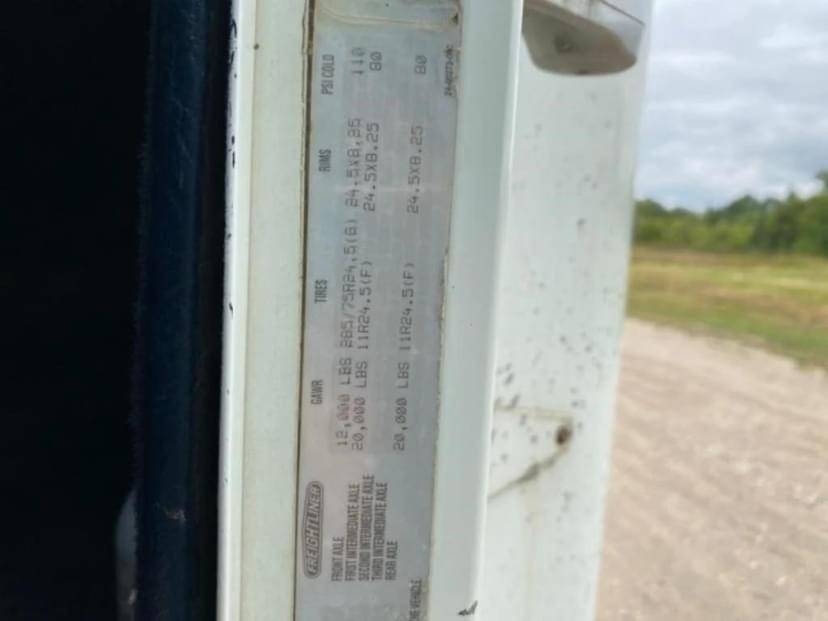 FREIGHTLINER GAWR TIRES RIMS PSI COLD
FRONT AXLE 12,000 LBS 285/75R24.5(G) 24.5X8.25 110
FIRST INTERMEDIATE AXLE 20,000 LBS 11R24.5(F) 24.5X8.25 80
SECOND INTERMEDIATE AXLE
THIRD INTERMEDIATE AXLE
REAR AXLE 20,000 LBS 11R24.5(F) 24.5X8.25 80
VEHICLE